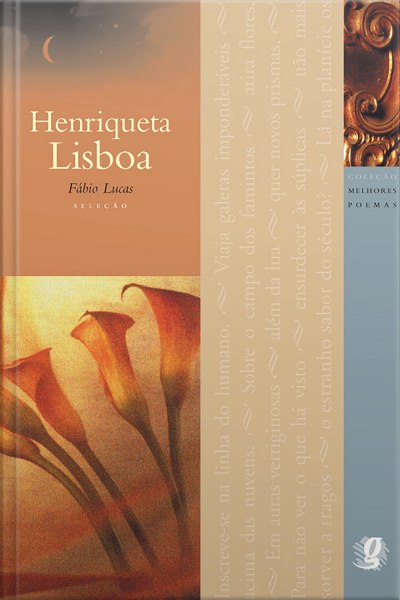 Henriqueta
Lisboa
Fábio Lucas
SELEÇÃO
Inscreve-se na linha do humano. ~ Viaja galeras imponderáveis ~
acima das nuvens. ~ Sobre o campo dos famintos ~ atira flores.
~ Em auras vertiginosas ~ além da lua ~ quer novos prismas. ~
Para não ver o que há visto ~ ensurdecer às súplicas ~ não mais
sorver a tragos ~ o estranho sabor do século? ~ Lá na planície os
COLEÇÃO
MELHORES
POEMAS
g